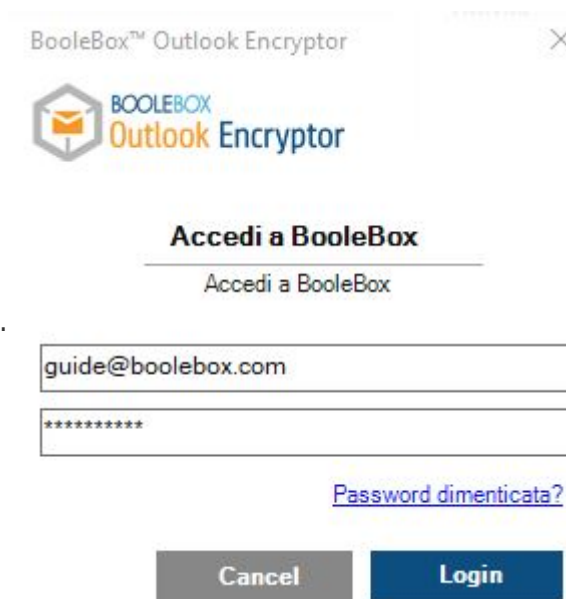 BooleBox™ Outlook Encryptor
BOOLEBOX
Outlook Encryptor
Accedi a BooleBox
Accedi a BooleBox
.
guide@boolebox.com
**********
Password dimenticata?
Cancel Login